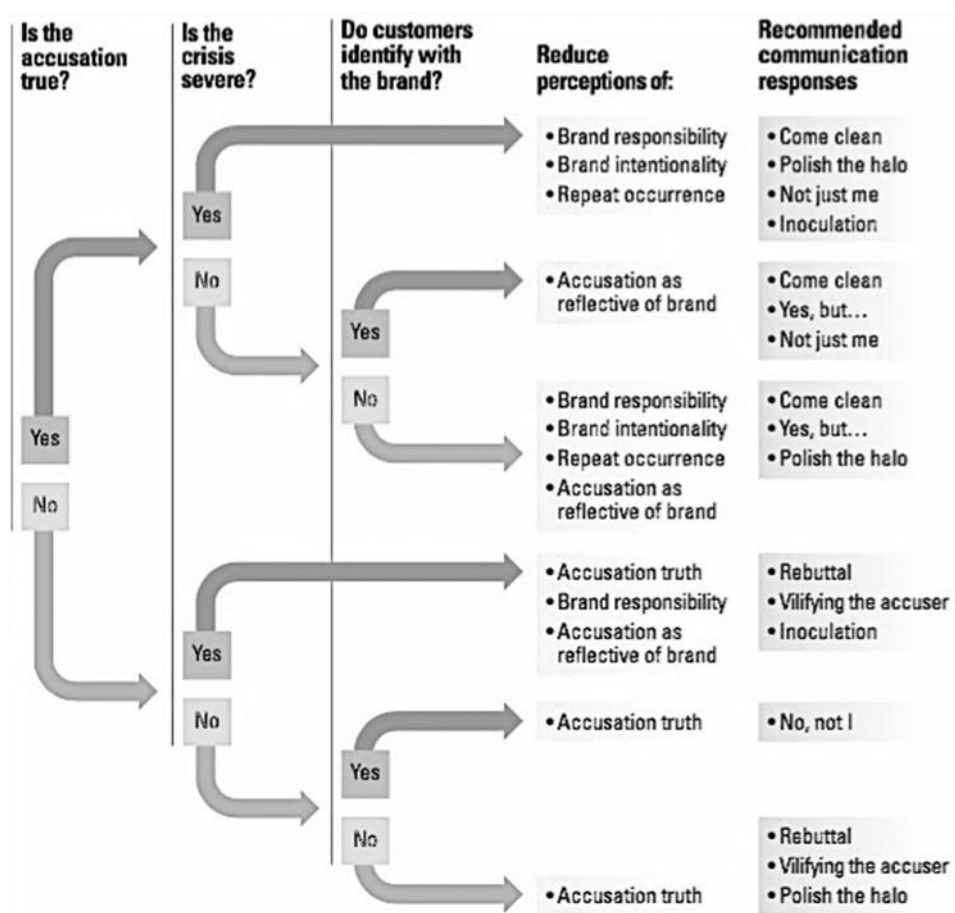 Is the
accusation
true?
Is the
crisis
severe?
Do customers
identify with
the brand?
Reduce
perceptions of:
Recommended
communication
responses
• Brand responsibility
• Brand intentionality
• Repeat occurrence
• Come clean
• Polish the halo
• Not just me
• Inoculation
Yes
No
• Accusation as
reflective of brand
• Come clean
• Yes, but...
• Not just me
Yes
No
• Brand responsibility
• Brand intentionality
• Repeat occurrence
• Accusation as
reflective of brand
• Come clean
• Yes, but...
• Polish the halo
Yes
No
• Accusation truth
• Brand responsibility
• Accusation as
reflective of brand
• Rebuttal
• Vilifying the accuser
• Inoculation
Yes
No
• Accusation truth
• No, not I
Yes
No
• Accusation truth
• Rebuttal
• Vilifying the accuser
• Polish the halo